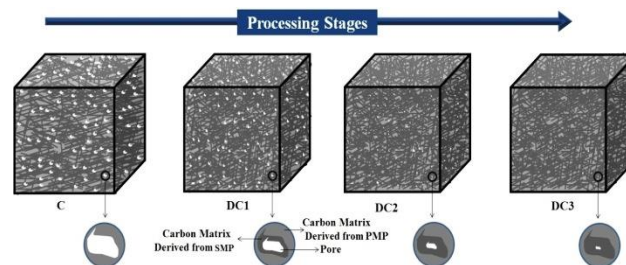 Processing Stages
C
DC1
DC2
DC3
Carbon Matrix
Derived from SMP
Carbon Matrix
Derived from PMP
Pore